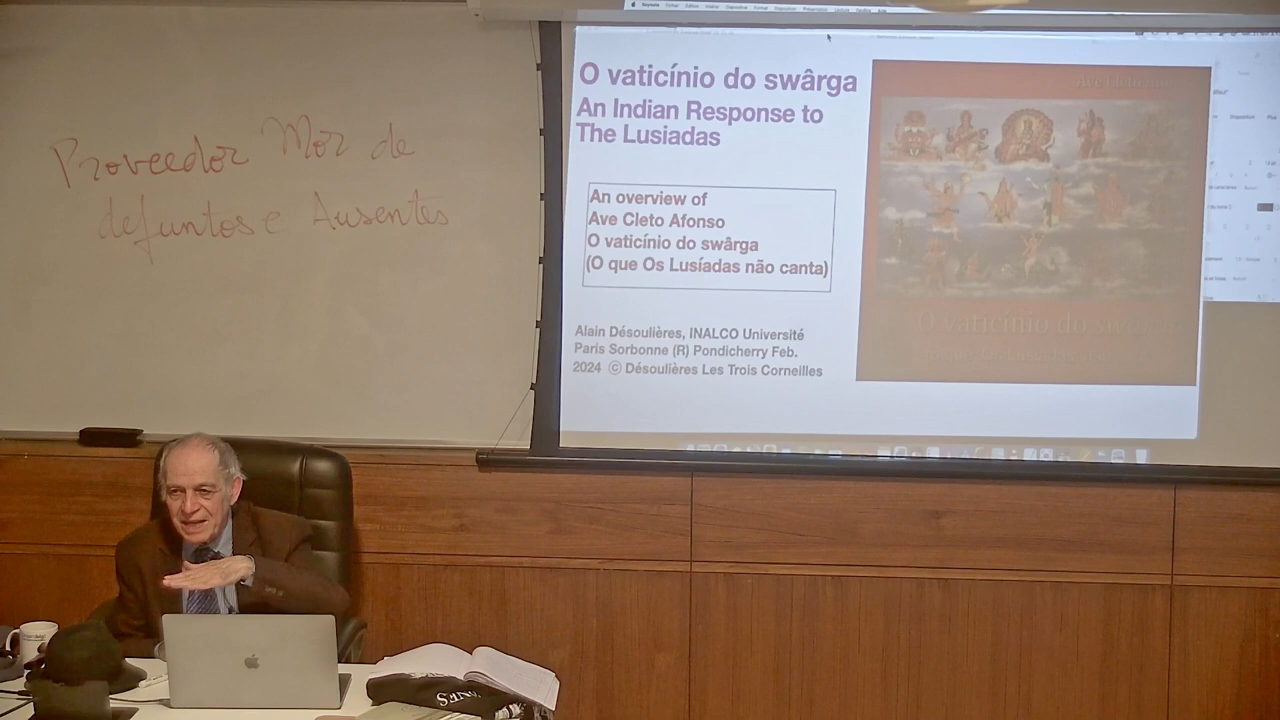 Proveedor Mor de
defuntos e Ausentes
O vaticínio do swârga
An Indian Response to
The Lusiadas
An overview of
Ave Cleto Afonso
O vaticínio do swârga
(O que Os Lusíadas não canta)
Alain Désoulières, INALCO Université
Paris Sorbonne (R) Pondicherry Feb.
2024 © Désoulières Les Trois Corneilles
Ave Cleto
O vaticínio do